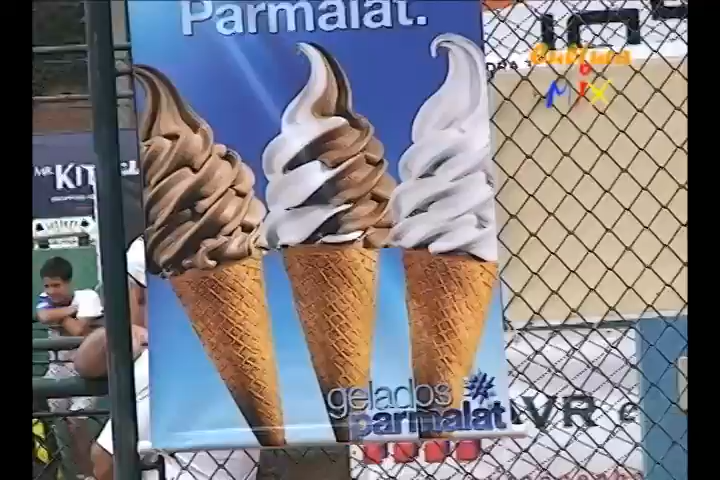 Parmalat.
Cultura
MIX
MR. KIT
gelados
parmalat
VR